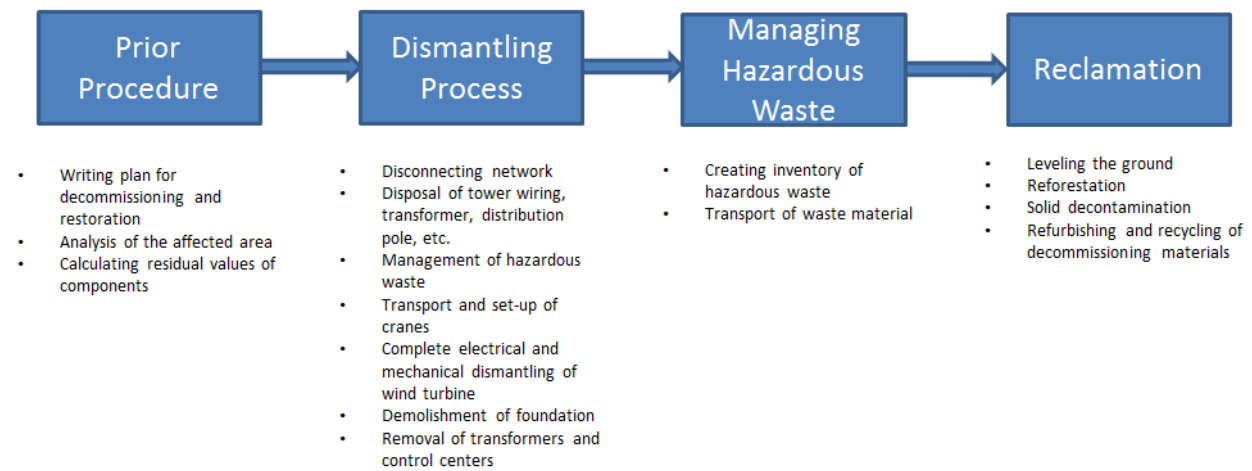 Prior
Procedure
Dismantling
Process
Managing
Hazardous
Waste
Reclamation
• Writing plan for
decommissioning and
restoration
• Analysis of the affected area
• Calculating residual values of
components
• Disconnecting network
• Disposal of tower wiring,
transformer, distribution
pole, etc.
• Management of hazardous
waste
• Transport and set-up of
cranes
• Complete electrical and
mechanical dismantling of
wind turbine
• Demolishment of foundation
• Removal of transformers and
control centers
• Creating inventory of
hazardous waste
• Transport of waste material
• Leveling the ground
• Reforestation
• Solid decontamination
• Refurbishing and recycling of
decommissioning materials